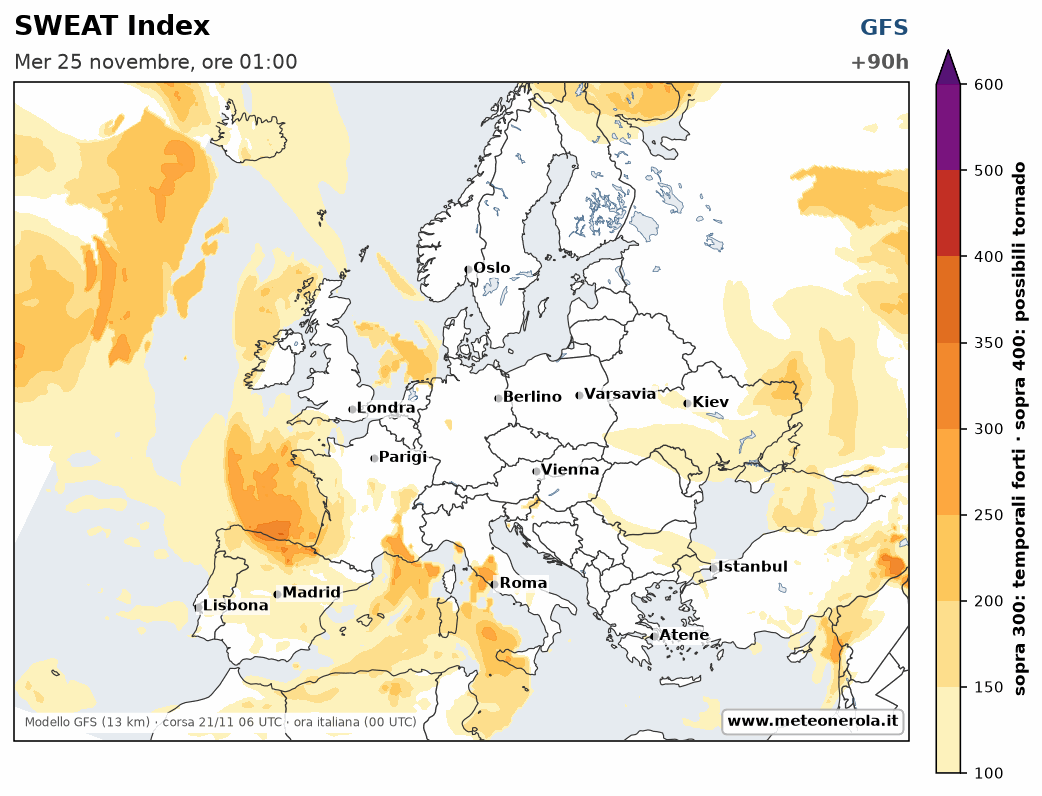 SWEAT Index
GFS
Mer 25 novembre, ore 01:00
+90h
Oslo
Berlino
Varsavia
Kiev
Londra
Parigi
Vienna
Istanbul
Roma
Madrid
Lisbona
Atene
Modello GFS (13 km) · corsa 21/11 06 UTC · ora italiana (00 UTC)
www.meteonerola.it
600
500
400
350
300
250
200
150
100
sopra 300: temporali forti · sopra 400: possibili tornado